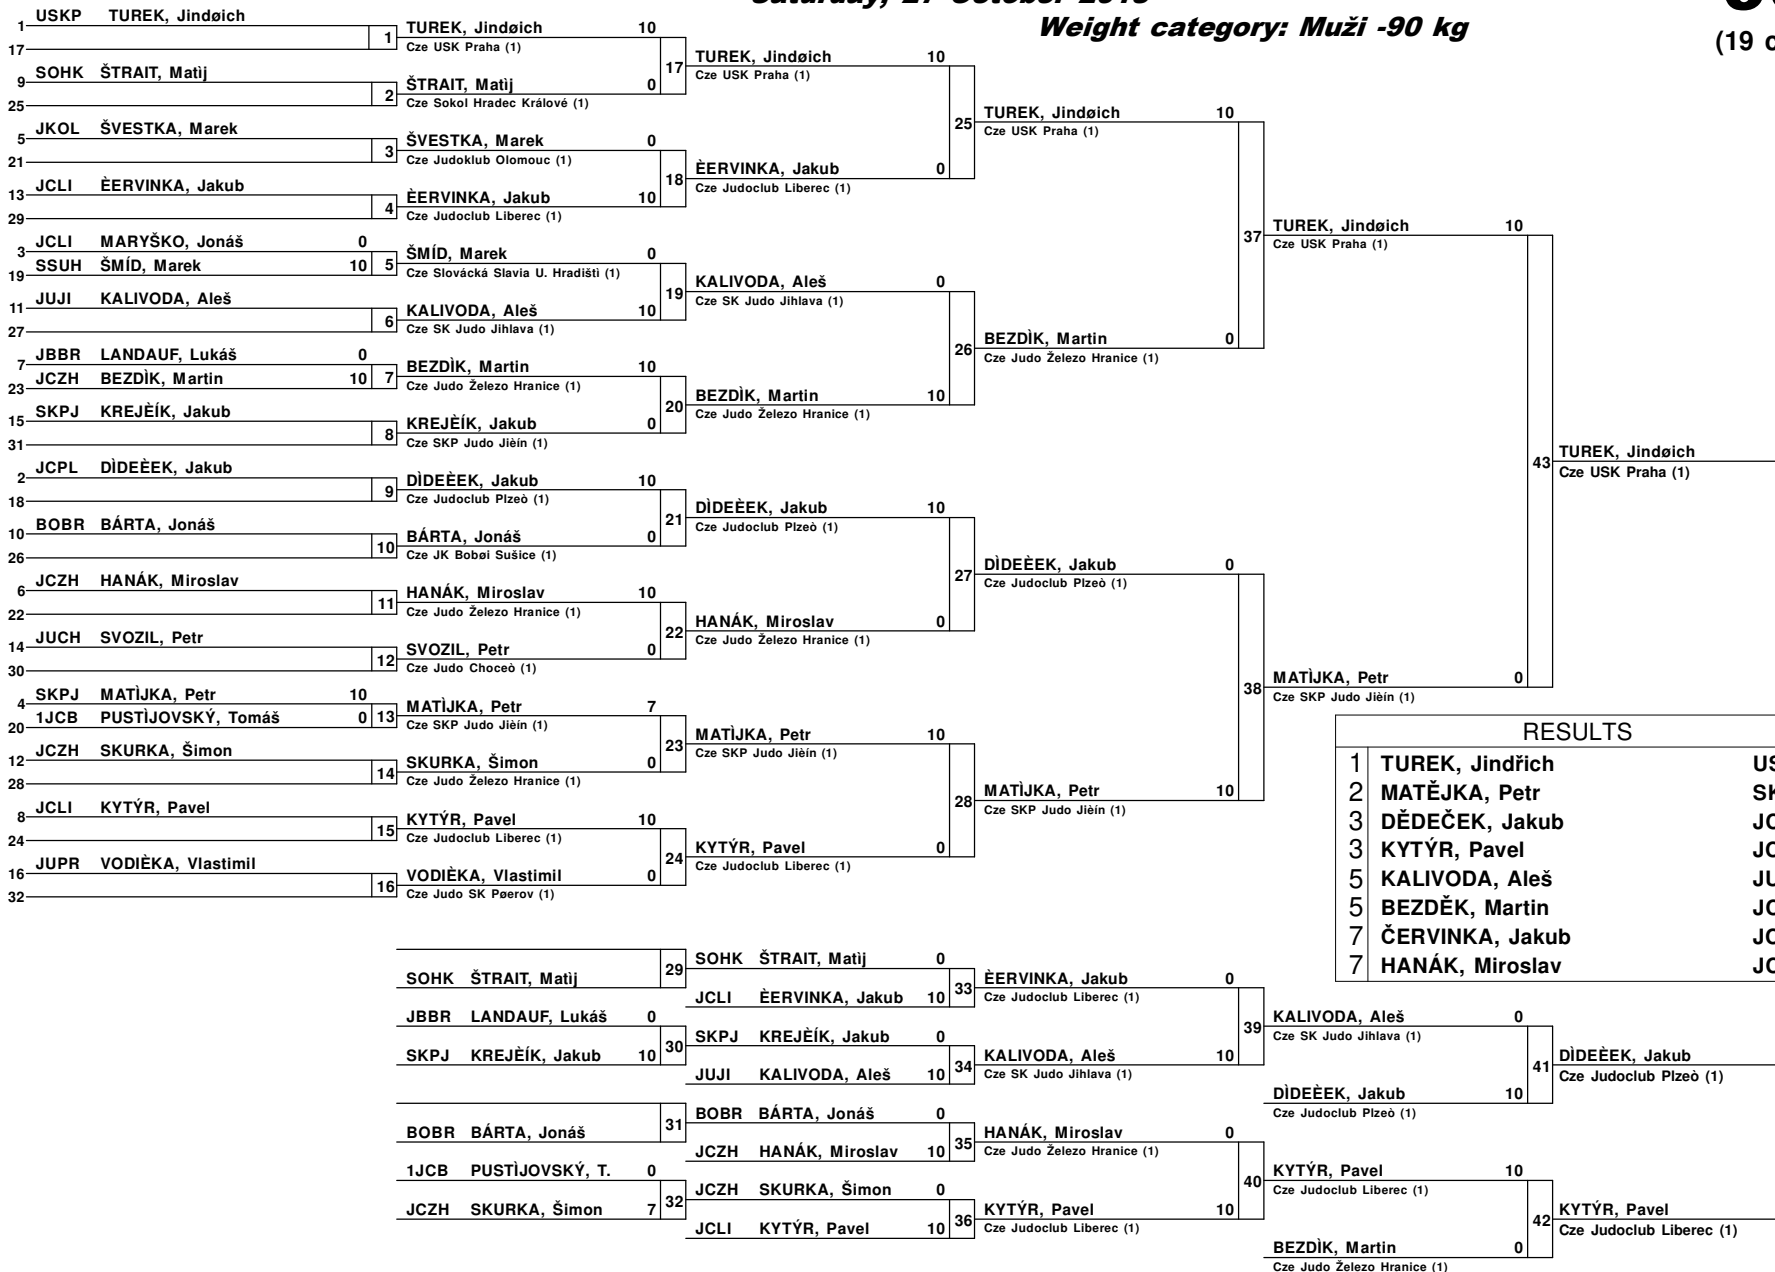 Weight category: Muži -90 kg
(19 c
1 USKP TUREK, Jindøich
17
1
9 SOHK ŠTRAIT, Matìj
25
2
5 JKOL ŠVESTKA, Marek
21
3
13 JCLI ÈERVINKA, Jakub
29
4
3 JCLI MARYŠKO, Jonáš 0
19 SSUH ŠMÍD, Marek 10
5
11 JUJI KALIVODA, Aleš
27
6
7 JBBR LANDAUF, Lukáš 0
23 JCZH BEZDÌK, Martin 10
7
15 SKPJ KREJÈÍK, Jakub
31
8
2 JCPL DÌDEÈEK, Jakub
18
9
10 BOBR BÁRTA, Jonáš
26
10
6 JCZH HANÁK, Miroslav
22
11
14 JUCH SVOZIL, Petr
30
12
4 SKPJ MATÌJKA, Petr 10
20 1JCB PUSTÌJOVSKÝ, Tomáš 0
13
12 JCZH SKURKA, Šimon
28
14
8 JCLI KYTÝR, Pavel
24
15
16 JUPR VODIÈKA, Vlastimil
32
16
TUREK, Jindøich 10
Cze USK Praha (1)
17
ŠTRAIT, Matìj 0
Cze Sokol Hradec Králové (1)
ŠVESTKA, Marek 0
Cze Judoklub Olomouc (1)
18
ÈERVINKA, Jakub 10
Cze Judoclub Liberec (1)
ŠMÍD, Marek 0
Cze Slovácká Slavia U. Hradištì (1)
19
KALIVODA, Aleš 10
Cze SK Judo Jihlava (1)
BEZDÌK, Martin 10
Cze Judo Železo Hranice (1)
20
KREJÈÍK, Jakub 0
Cze SKP Judo Jièín (1)
DÌDEÈEK, Jakub 10
Cze Judoclub Plzeò (1)
21
BÁRTA, Jonáš 0
Cze JK Bobøi Sušice (1)
HANÁK, Miroslav 10
Cze Judo Železo Hranice (1)
22
SVOZIL, Petr 0
Cze Judo Choceò (1)
MATÌJKA, Petr 7
Cze SKP Judo Jièín (1)
23
SKURKA, Šimon 0
Cze Judo Železo Hranice (1)
KYTÝR, Pavel 10
Cze Judoclub Liberec (1)
24
VODIÈKA, Vlastimil 0
Cze Judo SK Pøerov (1)
TUREK, Jindøich 10
Cze USK Praha (1)
25
ÈERVINKA, Jakub 0
Cze Judoclub Liberec (1)
KALIVODA, Aleš 0
Cze SK Judo Jihlava (1)
26
BEZDÌK, Martin 10
Cze Judo Železo Hranice (1)
DÌDEÈEK, Jakub 10
Cze Judoclub Plzeò (1)
27
HANÁK, Miroslav 0
Cze Judo Železo Hranice (1)
MATÌJKA, Petr 10
Cze SKP Judo Jièín (1)
28
KYTÝR, Pavel 0
Cze Judoclub Liberec (1)
TUREK, Jindøich 10
Cze USK Praha (1)
37
BEZDÌK, Martin 0
Cze Judo Železo Hranice (1)
DÌDEÈEK, Jakub 0
Cze Judoclub Plzeò (1)
38
MATÌJKA, Petr 10
Cze SKP Judo Jièín (1)
TUREK, Jindøich 10
Cze USK Praha (1)
43
MATÌJKA, Petr 0
Cze SKP Judo Jièín (1)
TUREK, Jindøich
Cze USK Praha (1)
RESULTS
1 TUREK, Jindřich US
2 MATĚJKA, Petr SK
3 DĚDEČEK, Jakub JC
3 KYTÝR, Pavel JC
5 KALIVODA, Aleš JU
5 BEZDĚK, Martin JC
7 ČERVINKA, Jakub JC
7 HANÁK, Miroslav JC
29
SOHK ŠTRAIT, Matìj
JBBR LANDAUF, Lukáš 0
30
SKPJ KREJÈÍK, Jakub 10
31
BOBR BÁRTA, Jonáš
1JCB PUSTÌJOVSKÝ, T. 0
32
JCZH SKURKA, Šimon 7
SOHK ŠTRAIT, Matìj 0
33
JCLI ÈERVINKA, Jakub 10
SKPJ KREJÈÍK, Jakub 0
34
JUJI KALIVODA, Aleš 10
BOBR BÁRTA, Jonáš 0
35
JCZH HANÁK, Miroslav 10
JCZH SKURKA, Šimon 0
36
JCLI KYTÝR, Pavel 10
ÈERVINKA, Jakub 0
Cze Judoclub Liberec (1)
39
KALIVODA, Aleš 10
Cze SK Judo Jihlava (1)
HANÁK, Miroslav 0
Cze Judo Železo Hranice (1)
40
KYTÝR, Pavel 10
Cze Judoclub Liberec (1)
KALIVODA, Aleš 0
Cze SK Judo Jihlava (1)
41
DÌDEÈEK, Jakub 10
Cze Judoclub Plzeò (1)
KYTÝR, Pavel 10
Cze Judoclub Liberec (1)
42
BEZDÌK, Martin 0
Cze Judo Železo Hranice (1)
DÌDEÈEK, Jakub
Cze Judoclub Plzeò (1)
KYTÝR, Pavel
Cze Judoclub Liberec (1)